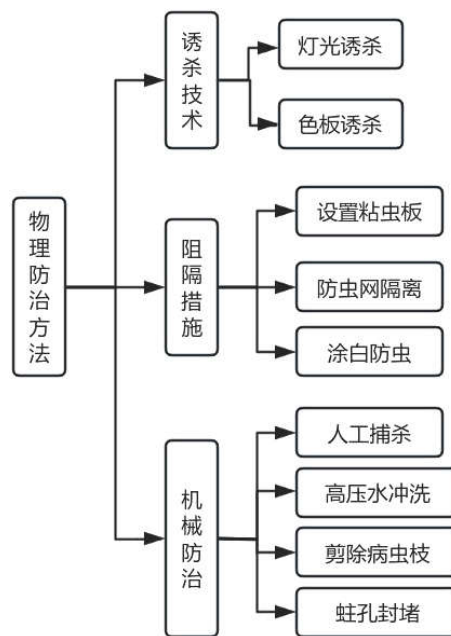 物理防治方法
诱杀技术
灯光诱杀
色板诱杀
阻隔措施
设置粘虫板
防虫网隔离
涂白防虫
机械防治
人工捕杀
高压水冲洗
剪除病虫枝
蛀孔封堵